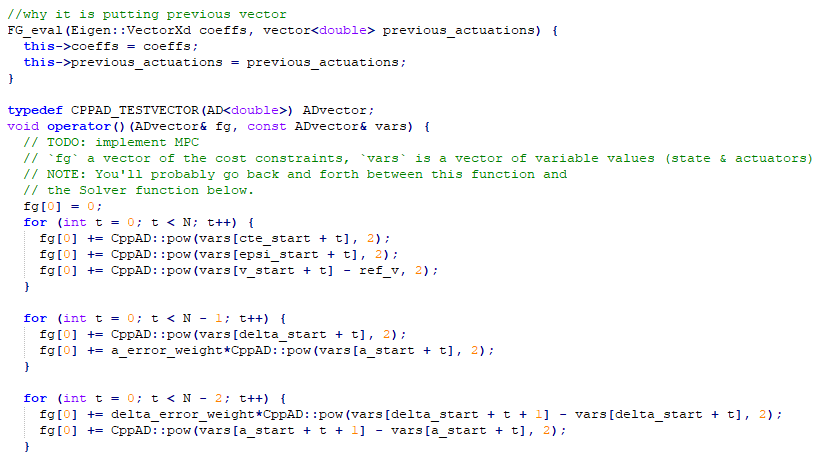 //why it is putting previous vector
FG_eval(Eigen::VectorXd coeffs, vector<double> previous_actuations) {
this->coeffs = coeffs;
this->previous_actuations = previous_actuations;
}
typedef CPPAD_TESTVECTOR(AD<double>) ADvector;
void operator()(ADvector& fg, const ADvector& vars) {
// TODO: implement MPC
// `fg` a vector of the cost constraints, `vars` is a vector of variable values (state & actuators)
// NOTE: You'll probably go back and forth between this function and
// the Solver function below.
fg[0] = 0;
for (int t = 0; t < N; t++) {
fg[0] += CppAD::pow(vars[cte_start + t], 2);
fg[0] += CppAD::pow(vars[epsi_start + t], 2);
fg[0] += CppAD::pow(vars[v_start + t] - ref_v, 2);
}
for (int t = 0; t < N - 1; t++) {
fg[0] += CppAD::pow(vars[delta_start + t], 2);
fg[0] += a_error_weight*CppAD::pow(vars[a_start + t], 2);
}
for (int t = 0; t < N - 2; t++) {
fg[0] += delta_error_weight*CppAD::pow(vars[delta_start + t + 1] - vars[delta_start + t], 2);
fg[0] += CppAD::pow(vars[a_start + t + 1] - vars[a_start + t], 2);
}